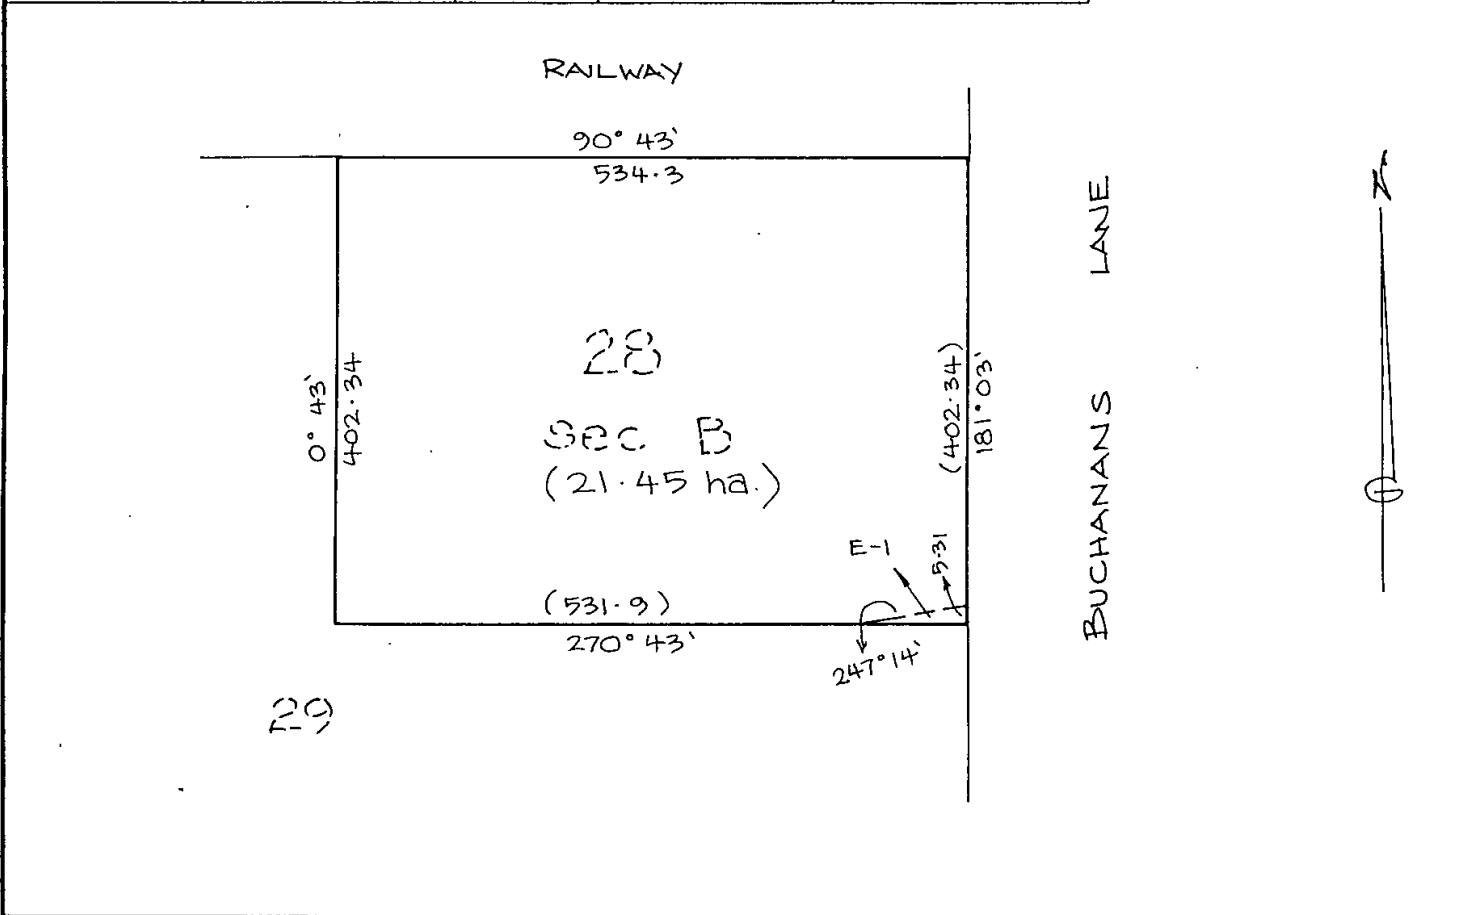 RAILWAY
90° 43'
534·3
0° 43'
402·34
28
Sec B
(21·45 ha.)
(402·34)
181° 03'
BUCHANANS LANE
N
E-1
5·31
(531·9)
270° 43'
247° 14'
29